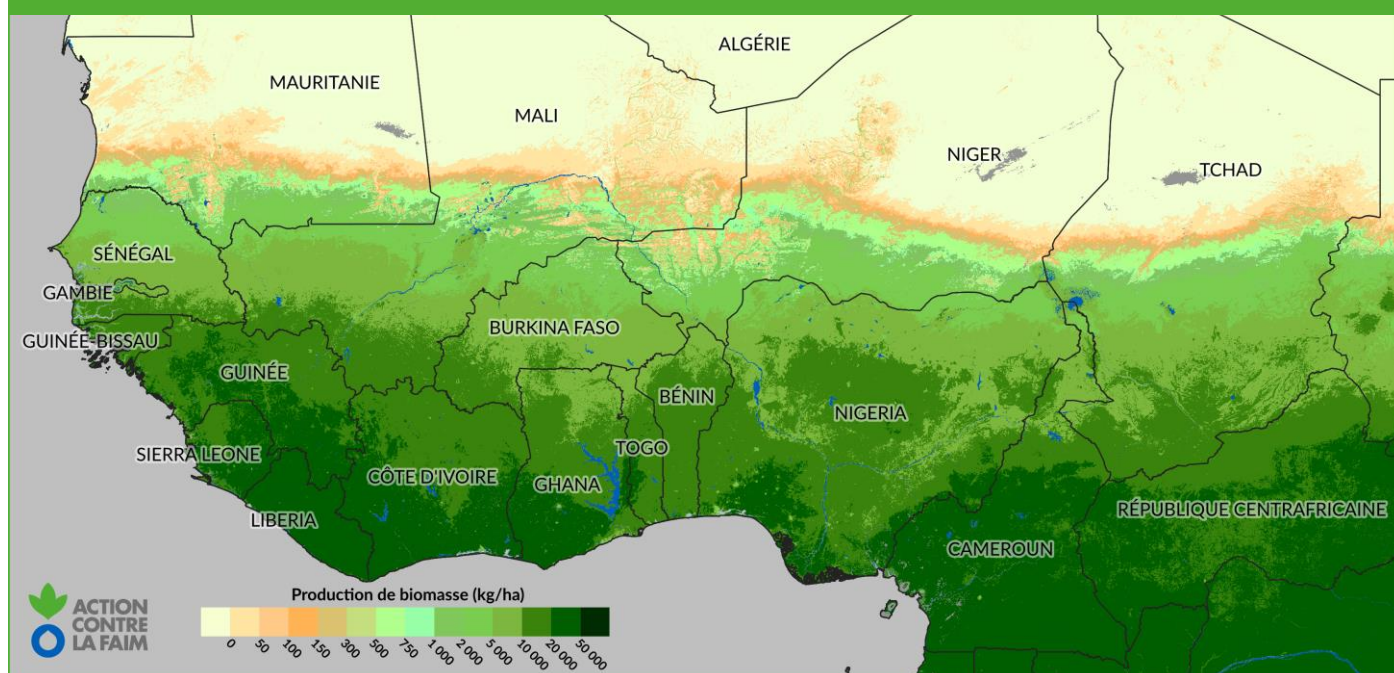 ALGÉRIE
MAURITANIE
MALI
NIGER
TCHAD
SÉNÉGAL
GAMBIE
BURKINA FASO
GUINÉE-BISSAU
GUINÉE
BÉNIN
NIGERIA
TOGO
SIERRA LEONE
CÔTE D'IVOIRE
GHANA
LIBERIA
RÉPUBLIQUE CENTRAFRICAINE
CAMEROUN
Production de biomasse (kg/ha)
0 50 100 150 300 500 750 1 000 2 000 5 000 10 000 20 000 50 000
ACTION
CONTRE
LA FAIM